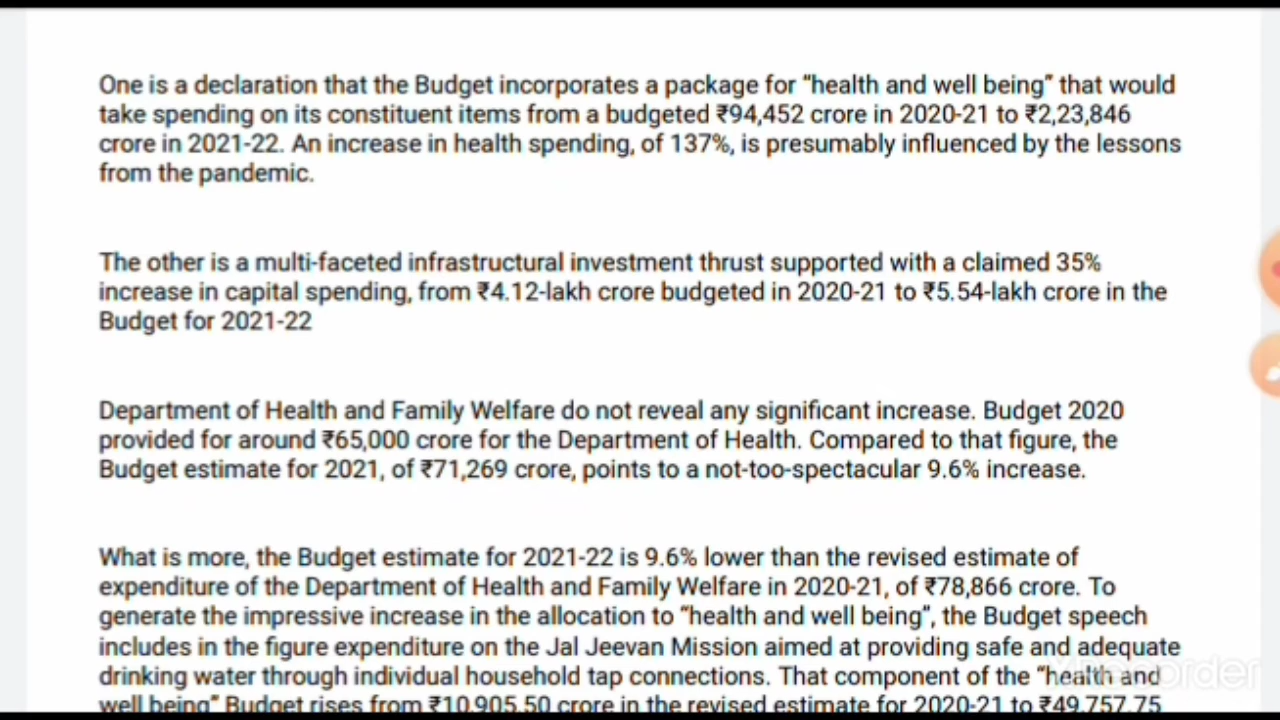 One is a declaration that the Budget incorporates a package for “health and well being” that would
take spending on its constituent items from a budgeted ₹94,452 crore in 2020-21 to ₹2,23,846
crore in 2021-22. An increase in health spending, of 137%, is presumably influenced by the lessons
from the pandemic.
The other is a multi-faceted infrastructural investment thrust supported with a claimed 35%
increase in capital spending, from ₹4.12-lakh crore budgeted in 2020-21 to ₹5.54-lakh crore in the
Budget for 2021-22
Department of Health and Family Welfare do not reveal any significant increase. Budget 2020
provided for around ₹65,000 crore for the Department of Health. Compared to that figure, the
Budget estimate for 2021, of ₹71,269 crore, points to a not-too-spectacular 9.6% increase.
What is more, the Budget estimate for 2021-22 is 9.6% lower than the revised estimate of
expenditure of the Department of Health and Family Welfare in 2020-21, of ₹78,866 crore. To
generate the impressive increase in the allocation to “health and well being”, the Budget speech
includes in the figure expenditure on the Jal Jeevan Mission aimed at providing safe and adequate
drinking water through individual household tap connections. That component of the “health and
well being” Budget rises from ₹10,905.50 crore in the revised estimate for 2020-21 to ₹49,757.75
XRecorder